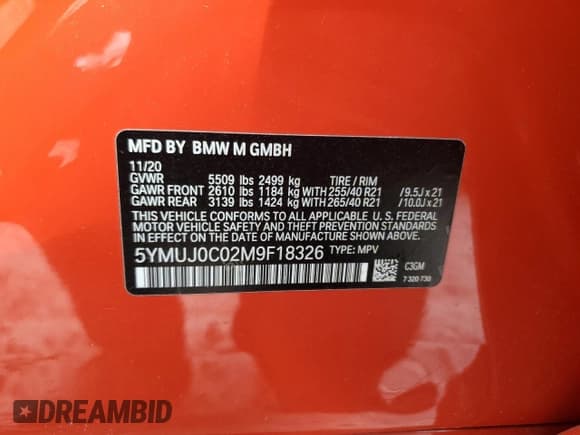 MFD BY BMW M GMBH
11/20
GVWR 5509 lbs 2499 kg TIRE / RIM
GAWR FRONT 2610 lbs 1184 kg WITH 255/40 R21 / 9.5J x 21
GAWR REAR 3139 lbs 1424 kg WITH 265/40 R21 / 10.0J x 21
THIS VEHICLE CONFORMS TO ALL APPLICABLE U. S. FEDERAL
MOTOR VEHICLE SAFETY AND THEFT PREVENTION STANDARDS
IN EFFECT ON THE DATE OF MANUFACTURE SHOWN ABOVE.
5YMUJ0C02M9F18326 TYPE: MPV
C3GM
7 320 730
DREAMBID